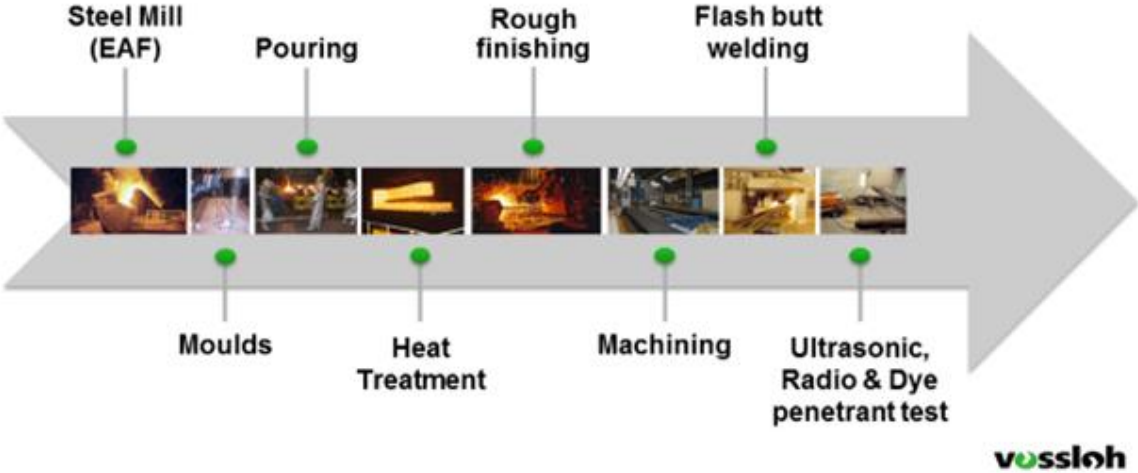 Steel Mill
(EAF)
Pouring
Rough
finishing
Flash butt
welding
Moulds
Heat
Treatment
Machining
Ultrasonic,
Radio & Dye
penetrant test
vossloh